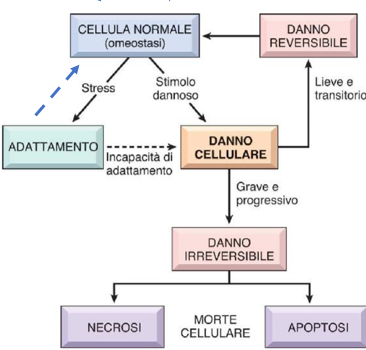 CELLULA NORMALE
(omeostasi)
DANNO
REVERSIBILE
Stress
Stimolo
dannoso
Lieve e
transitorio
ADATTAMENTO
Incapacità di
adattamento
DANNO
CELLULARE
Grave e
progressivo
DANNO
IRREVERSIBILE
NECROSI
MORTE
CELLULARE
APOPTOSI